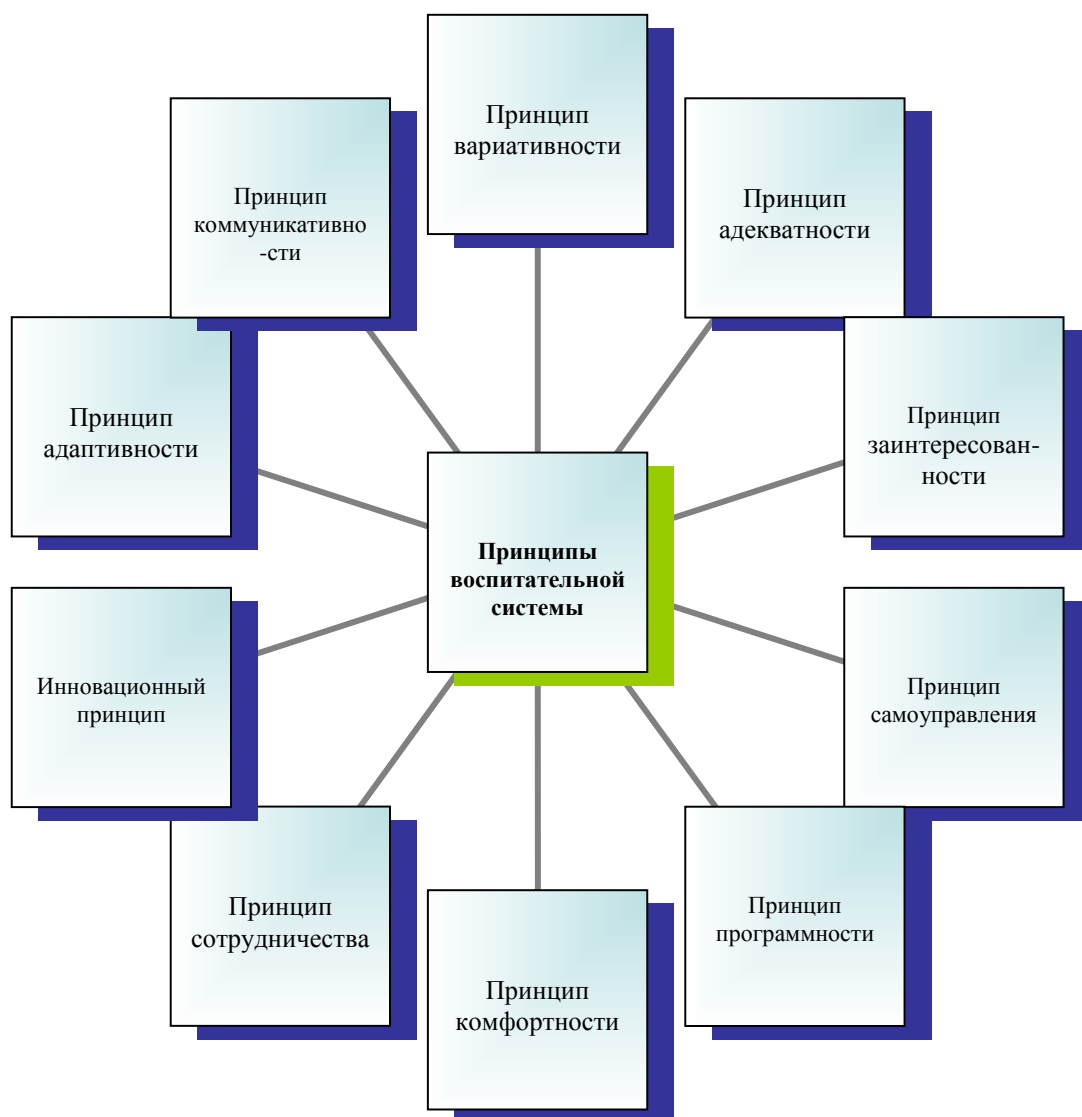 Принцип
вариативности
Принцип
адекватности
Принцип
заинтересован-
ности
Принцип
самоуправления
Принцип
программности
Принцип
комфортности
Принцип
сотрудничества
Инновационный
принцип
Принцип
адаптивности
Принцип
коммуникативно
-сти
Принципы
воспитательной
системы